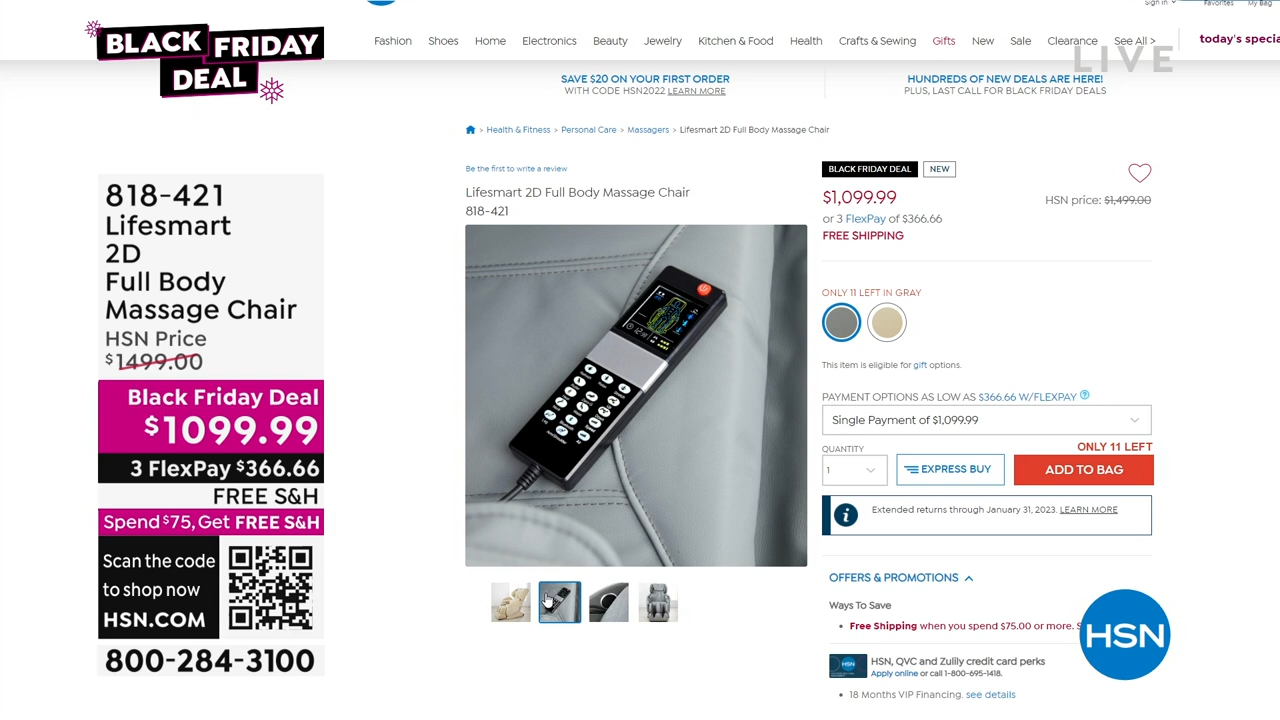 Sign in
Favorites
My Bag
BLACK FRIDAY
DEAL
Fashion
Shoes
Home
Electronics
Beauty
Jewelry
Kitchen & Food
Health
Crafts & Sewing
Gifts
New
Sale
Clearance
See All >
today's specia
LIVE
SAVE $20 ON YOUR FIRST ORDER
WITH CODE HSN2022 LEARN MORE
HUNDREDS OF NEW DEALS ARE HERE!
PLUS, LAST CALL FOR BLACK FRIDAY DEALS
> Health & Fitness > Personal Care > Massagers > Lifesmart 2D Full Body Massage Chair
818-421
Lifesmart
2D
Full Body
Massage Chair
HSN Price
$1499.00
Black Friday Deal
$1099.99
3 FlexPay $366.66
FREE S&H
Spend $75, Get FREE S&H
Scan the code
to shop now
HSN.COM
800-284-3100
Be the first to write a review
Lifesmart 2D Full Body Massage Chair
818-421
BLACK FRIDAY DEAL
NEW
$1,099.99
HSN price: $1,499.00
or 3 FlexPay of $366.66
FREE SHIPPING
ONLY 11 LEFT IN GRAY
This item is eligible for gift options.
PAYMENT OPTIONS AS LOW AS $366.66 W/FLEXPAY
Single Payment of $1,099.99
ONLY 11 LEFT
QUANTITY
1
EXPRESS BUY
ADD TO BAG
Extended returns through January 31, 2023. LEARN MORE
OFFERS & PROMOTIONS
Ways To Save
• Free Shipping when you spend $75.00 or more.
HSN
HSN
HSN, QVC and Zulily credit card perks
Apply online or call 1-800-695-1418.
• 18 Months VIP Financing. see details